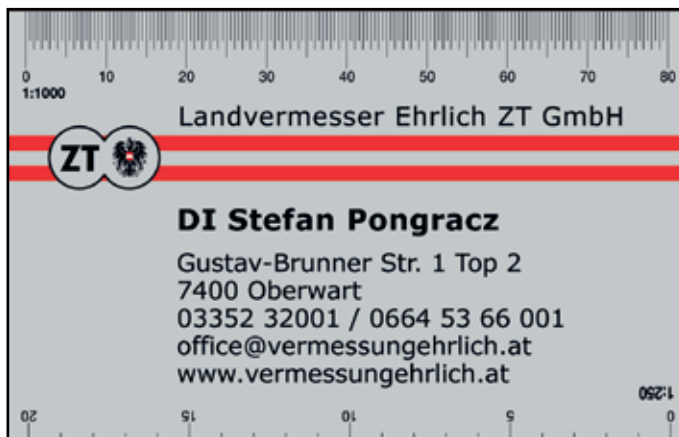 0 10 20 30 40 50 60 70 80
1:1000
Landvermesser Ehrlich ZT GmbH
ZT
DI Stefan Pongracz
Gustav-Brunner Str. 1 Top 2
7400 Oberwart
03352 32001 / 0664 53 66 001
office@vermessungehrlich.at
www.vermessungehrlich.at
1:250
20 15 10 5 0